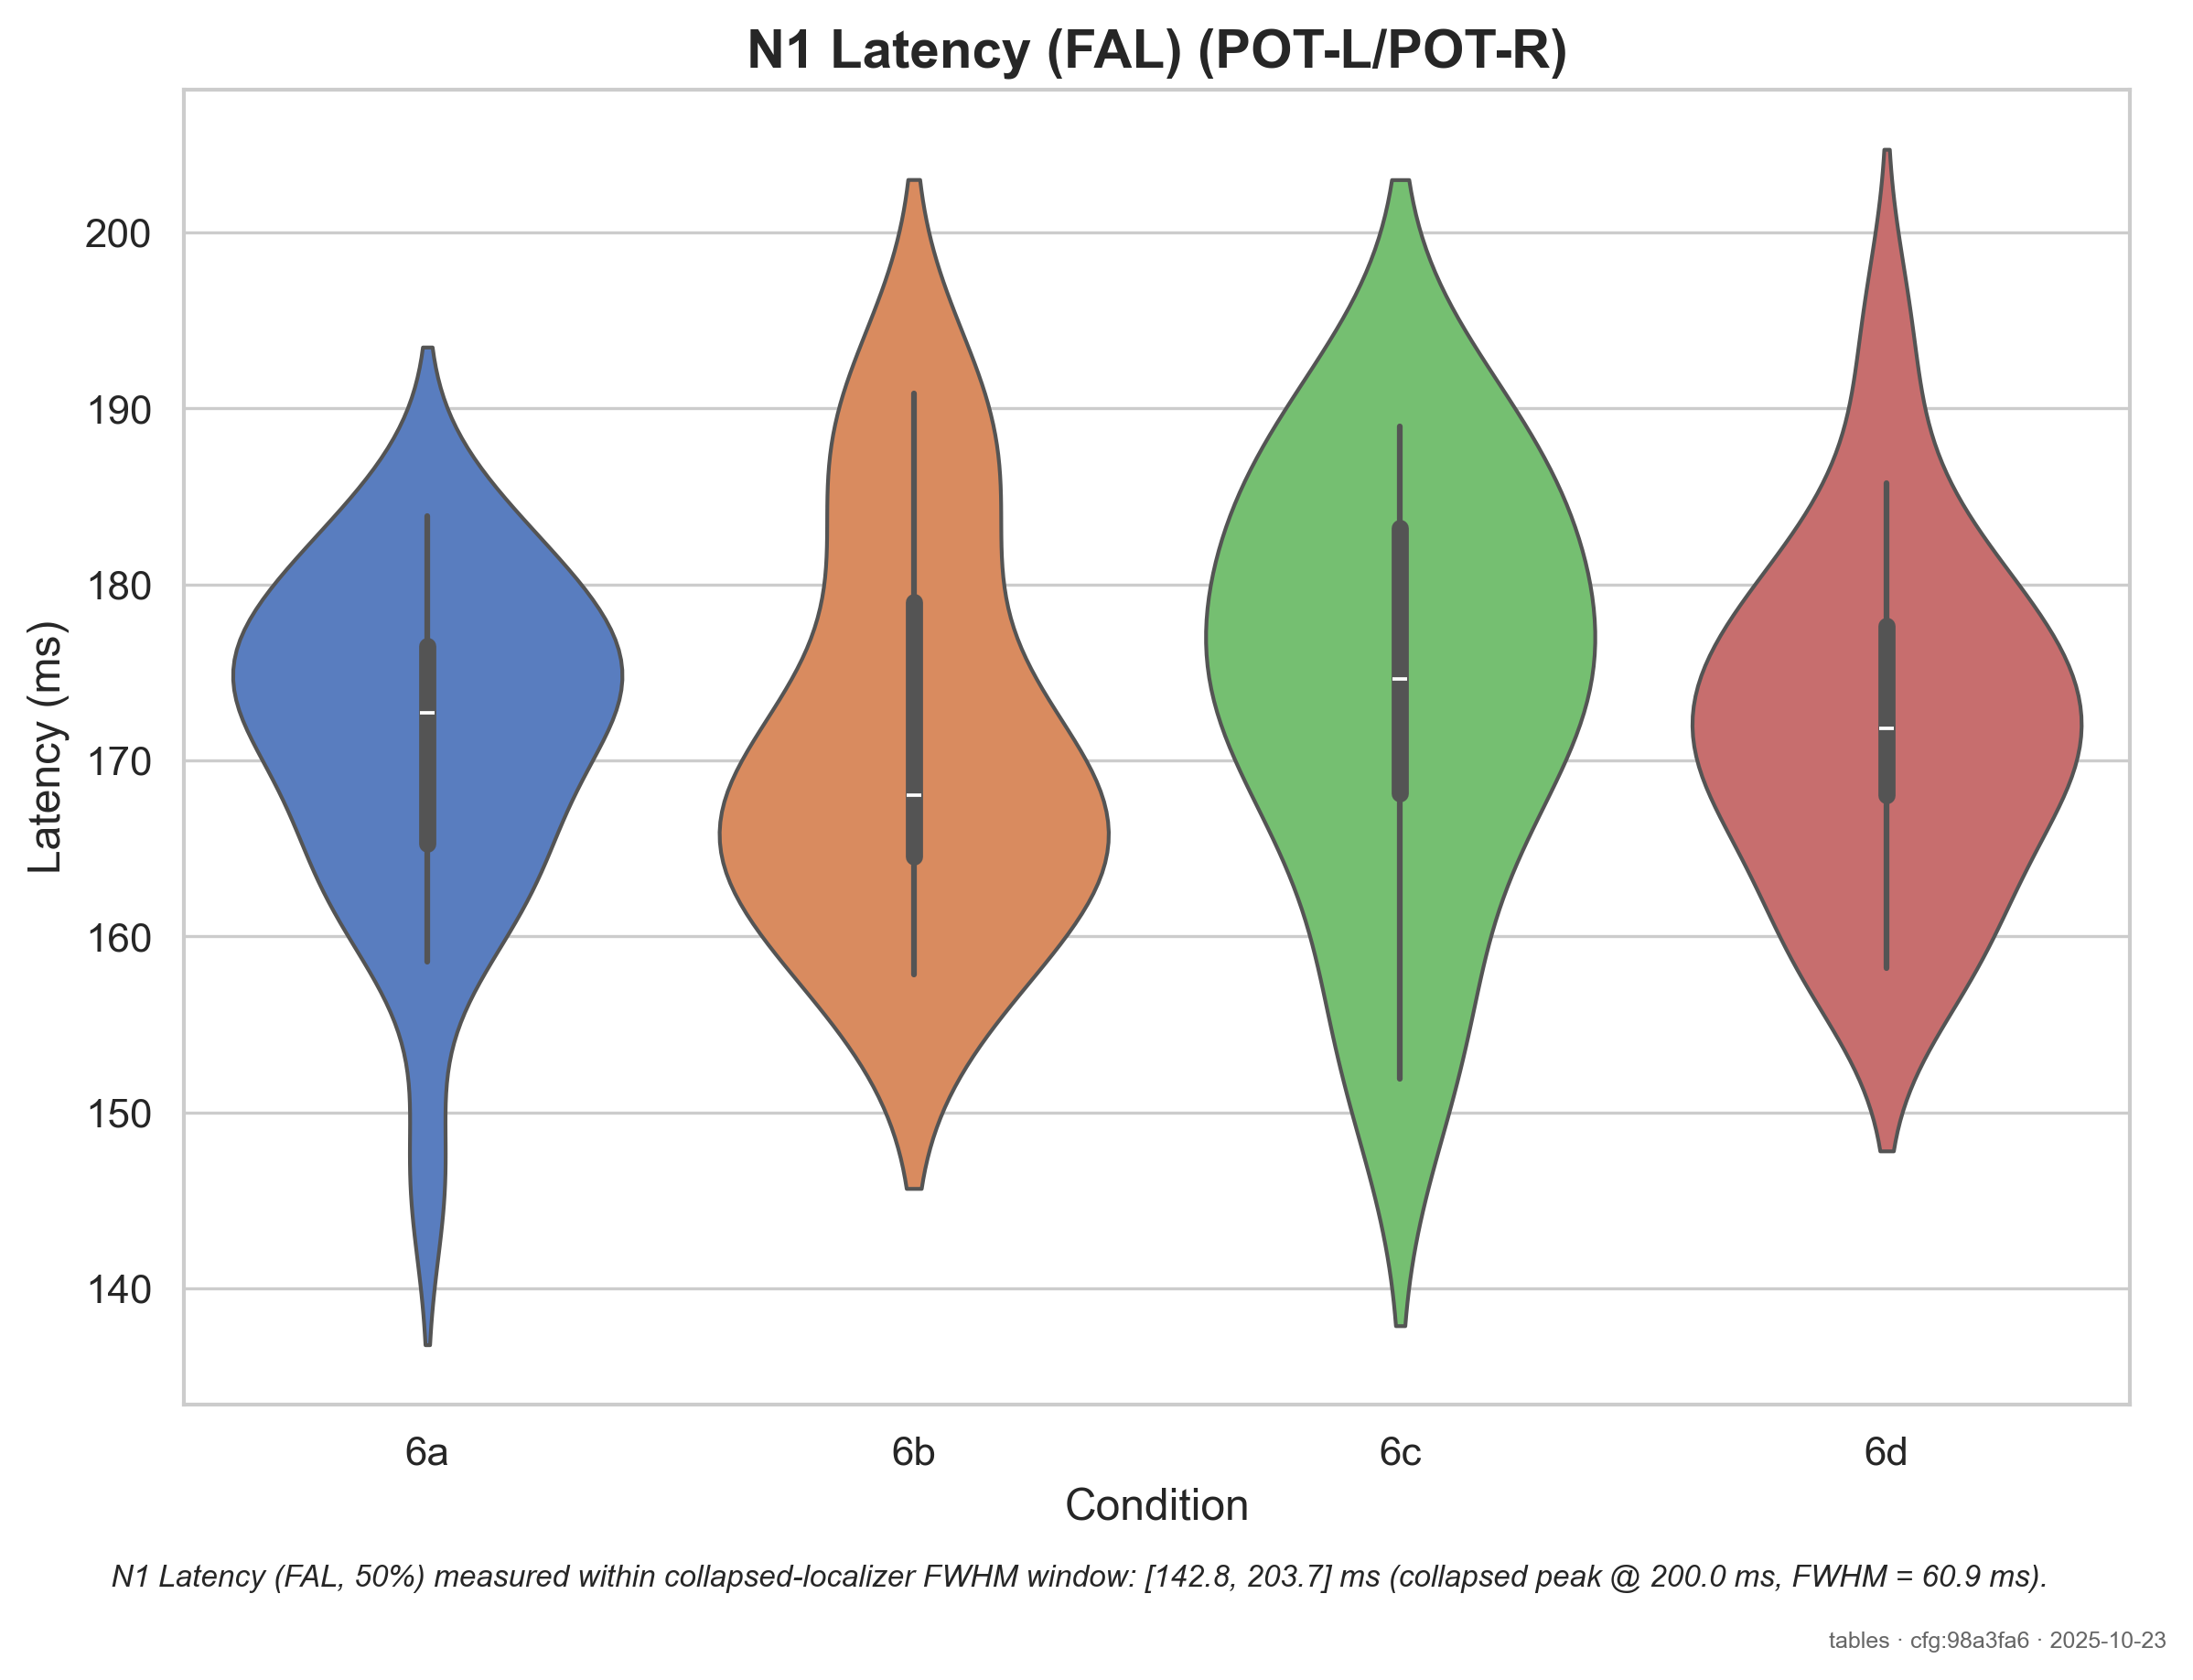 N1 Latency (FAL) (POT-L/POT-R)
Latency (ms)
200
190
180
170
160
150
140
6a 6b 6c 6d
Condition
N1 Latency (FAL, 50%) measured within collapsed-localizer FWHM window: [142.8, 203.7] ms (collapsed peak @ 200.0 ms, FWHM = 60.9 ms).
tables · cfg:98a3fa6 · 2025-10-23